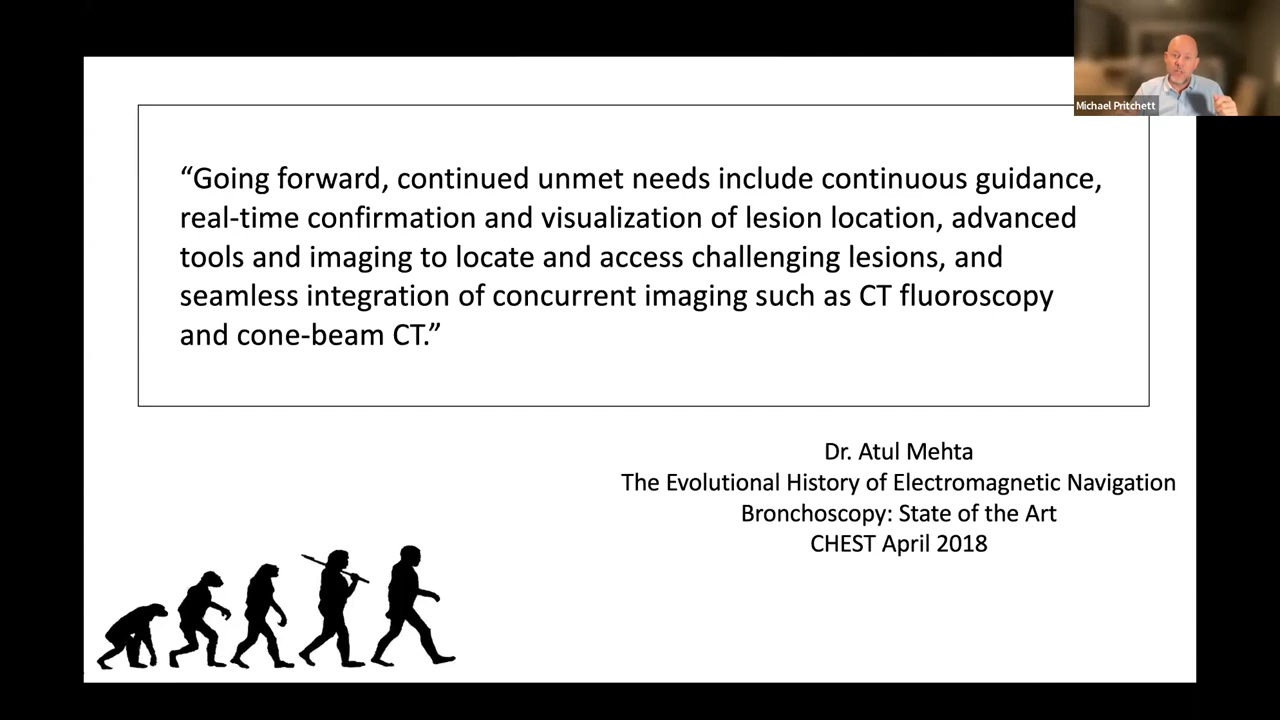 Michael Pritchett
“Going forward, continued unmet needs include continuous guidance,
real-time confirmation and visualization of lesion location, advanced
tools and imaging to locate and access challenging lesions, and
seamless integration of concurrent imaging such as CT fluoroscopy
and cone-beam CT.”
Dr. Atul Mehta
The Evolutional History of Electromagnetic Navigation
Bronchoscopy: State of the Art
CHEST April 2018